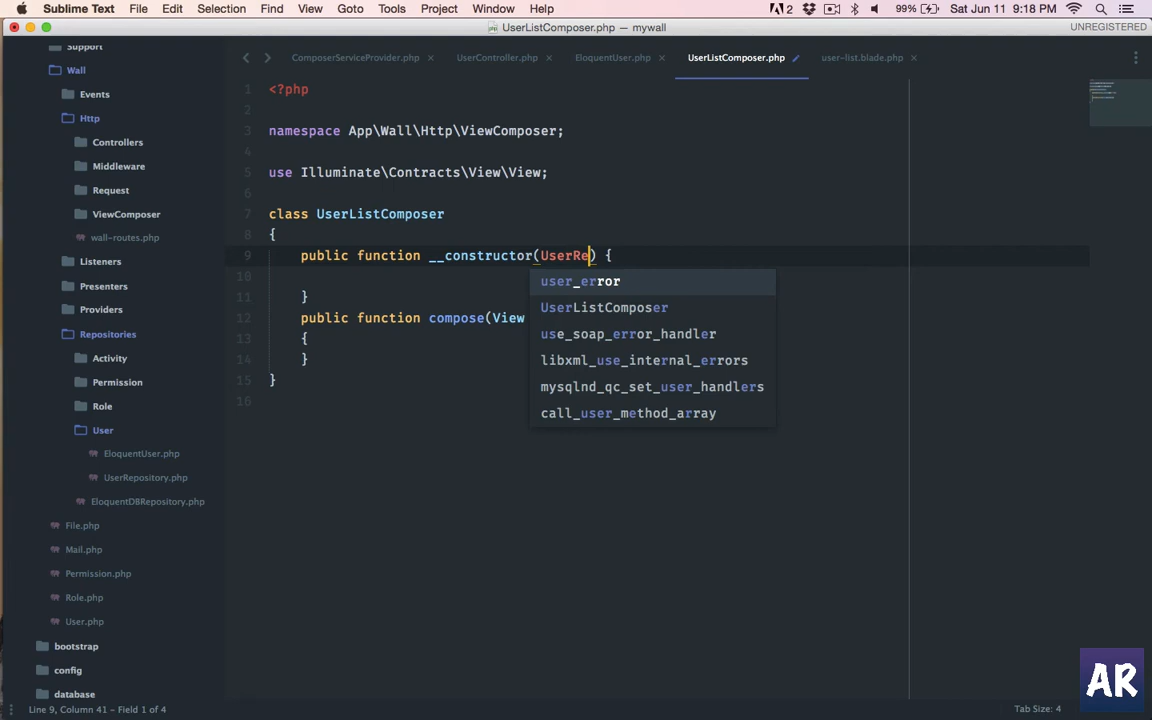 Sublime Text File Edit Selection Find View Goto Tools Project Window Help 2 99% Sat Jun 11 9:18 PM
UserListComposer.php — mywall UNREGISTERED
Support
Wall
Events
Http
Controllers
Middleware
Request
ViewComposer
wall-routes.php
Listeners
Presenters
Providers
Repositories
Activity
Permission
Role
User
EloquentUser.php
UserRepository.php
EloquentDBRepository.php
File.php
Mail.php
Permission.php
Role.php
User.php
bootstrap
config
database
ComposerServiceProvider.php × UserController.php × EloquentUser.php × UserListComposer.php user-list.blade.php ×
1 <?php
2
3 namespace App\Wall\Http\ViewComposer;
4
5 use Illuminate\Contracts\View\View;
6
7 class UserListComposer
8 {
9 public function __constructor(UserRe) {
10
11 }
12 public function compose(View
13 {
14 }
15 }
16
user_error
UserListComposer
use_soap_error_handler
libxml_use_internal_errors
mysqlnd_qc_set_user_handlers
call_user_method_array
Line 9, Column 41 - Field 1 of 4 Tab Size: 4
AR